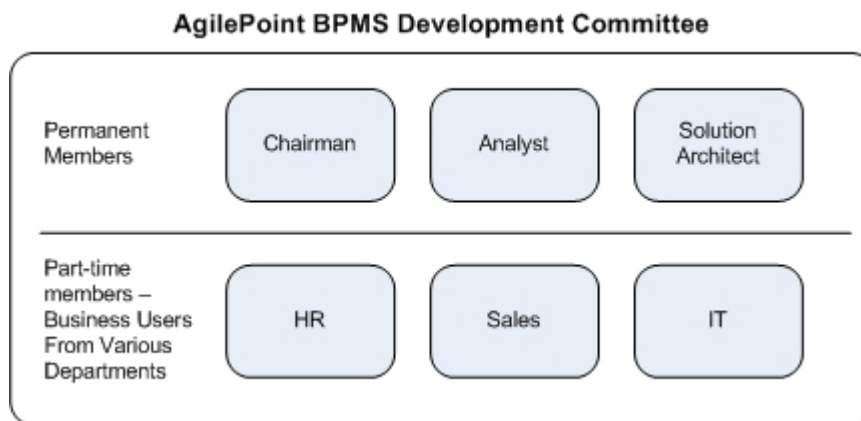 AgilePoint BPMS Development Committee
Permanent
Members
Chairman
Analyst
Solution
Architect
Part-time
members –
Business Users
From Various
Departments
HR
Sales
IT